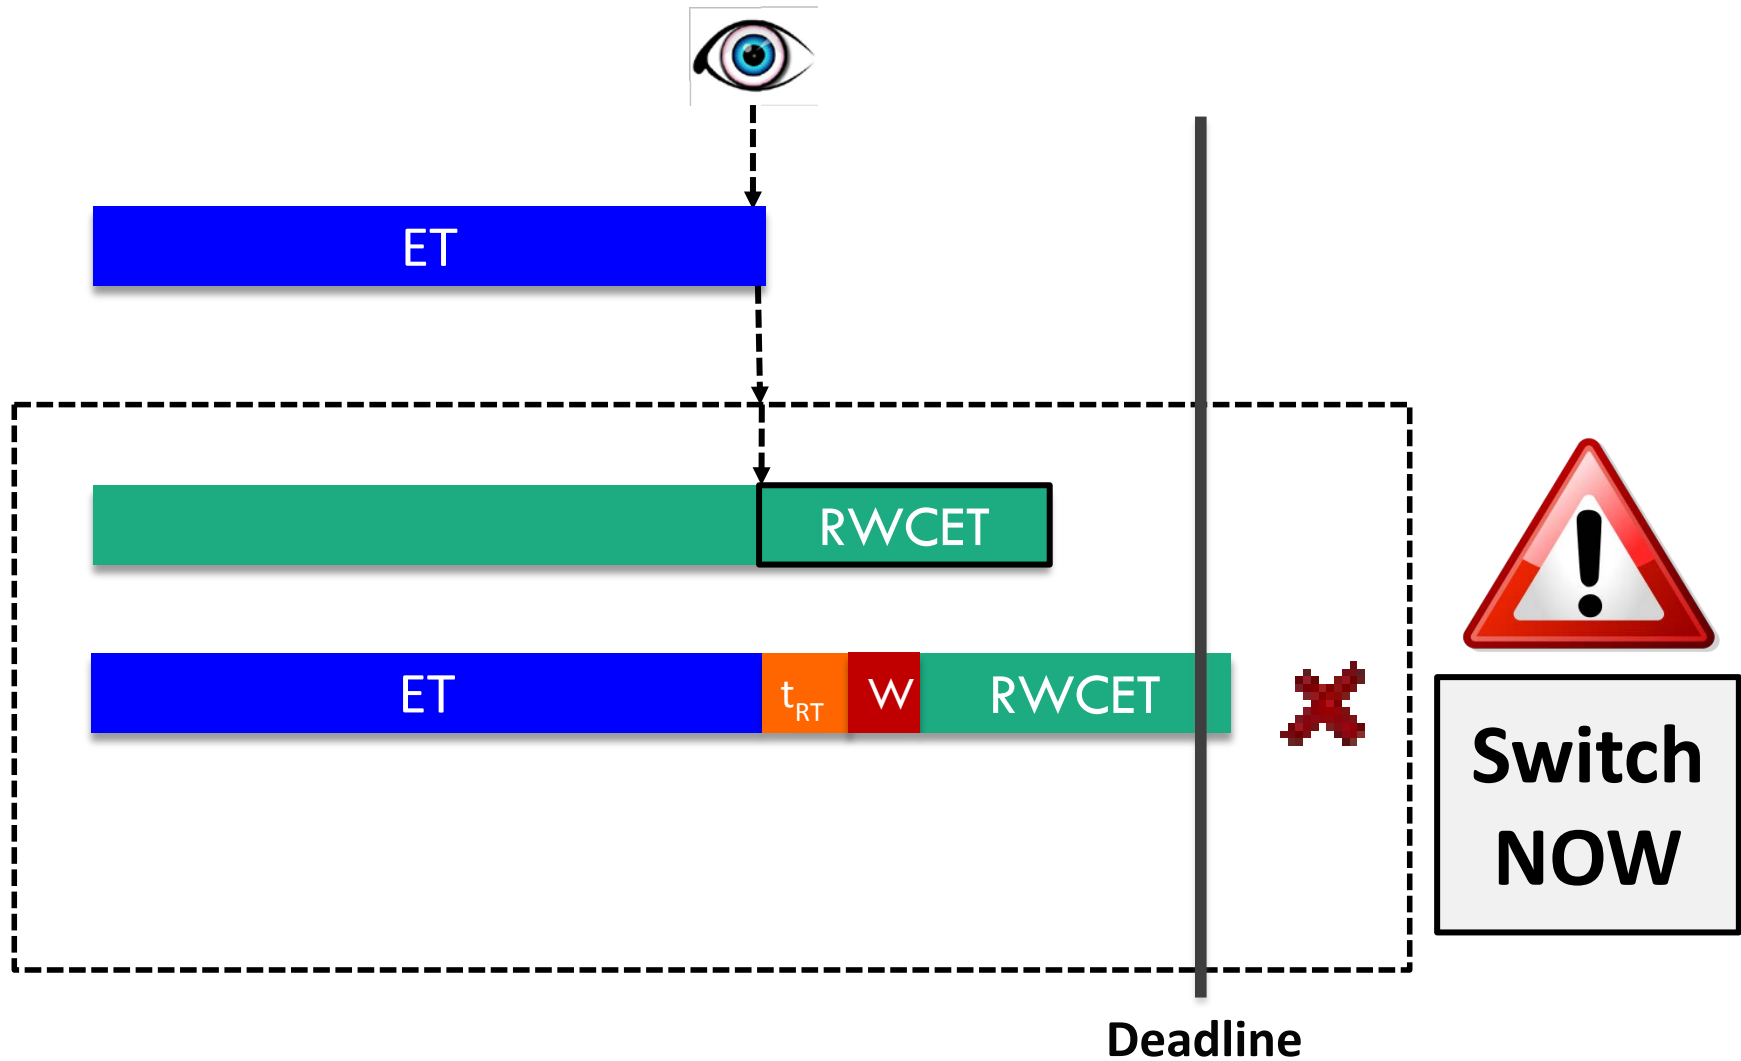 ET
RWCET
ET
tRT
W
RWCET
Switch
NOW
Deadline